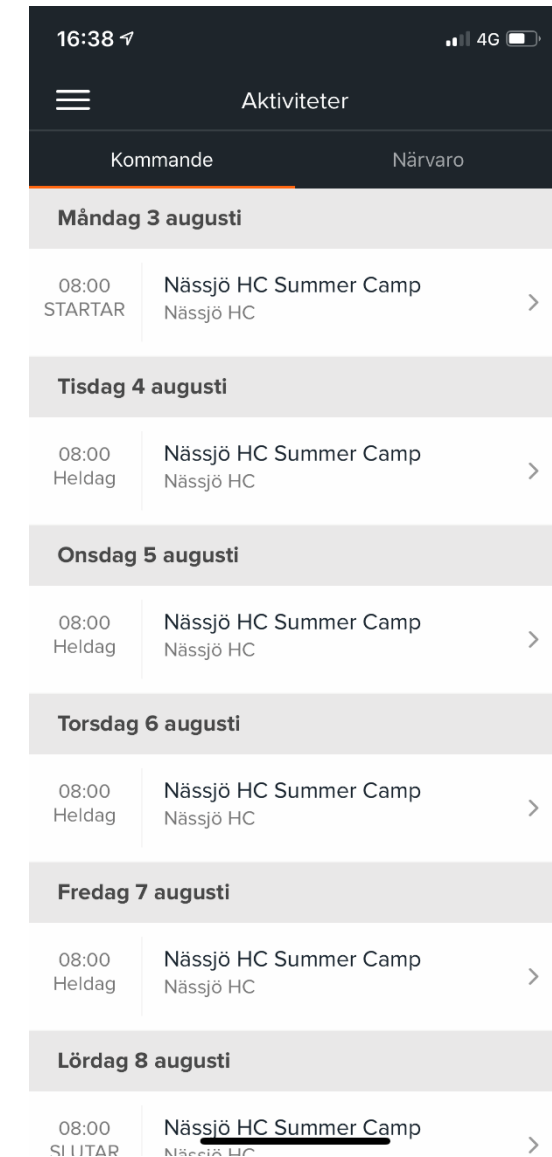 16:38
4G
Aktiviteter
Kommande Närvaro
Måndag 3 augusti
08:00 Nässjö HC Summer Camp
STARTAR Nässjö HC
Tisdag 4 augusti
08:00 Nässjö HC Summer Camp
Heldag Nässjö HC
Onsdag 5 augusti
08:00 Nässjö HC Summer Camp
Heldag Nässjö HC
Torsdag 6 augusti
08:00 Nässjö HC Summer Camp
Heldag Nässjö HC
Fredag 7 augusti
08:00 Nässjö HC Summer Camp
Heldag Nässjö HC
Lördag 8 augusti
08:00 Nässjö HC Summer Camp
SLUTAR Nässjö HC